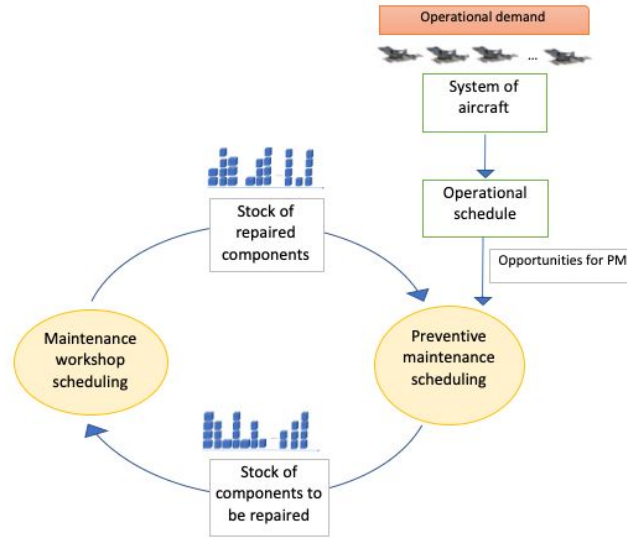 Operational demand
...
System of
aircraft
Operational
schedule
Opportunities for PM
Stock of
repaired
components
Maintenance
workshop
scheduling
Preventive
maintenance
scheduling
Stock of
components to
be repaired